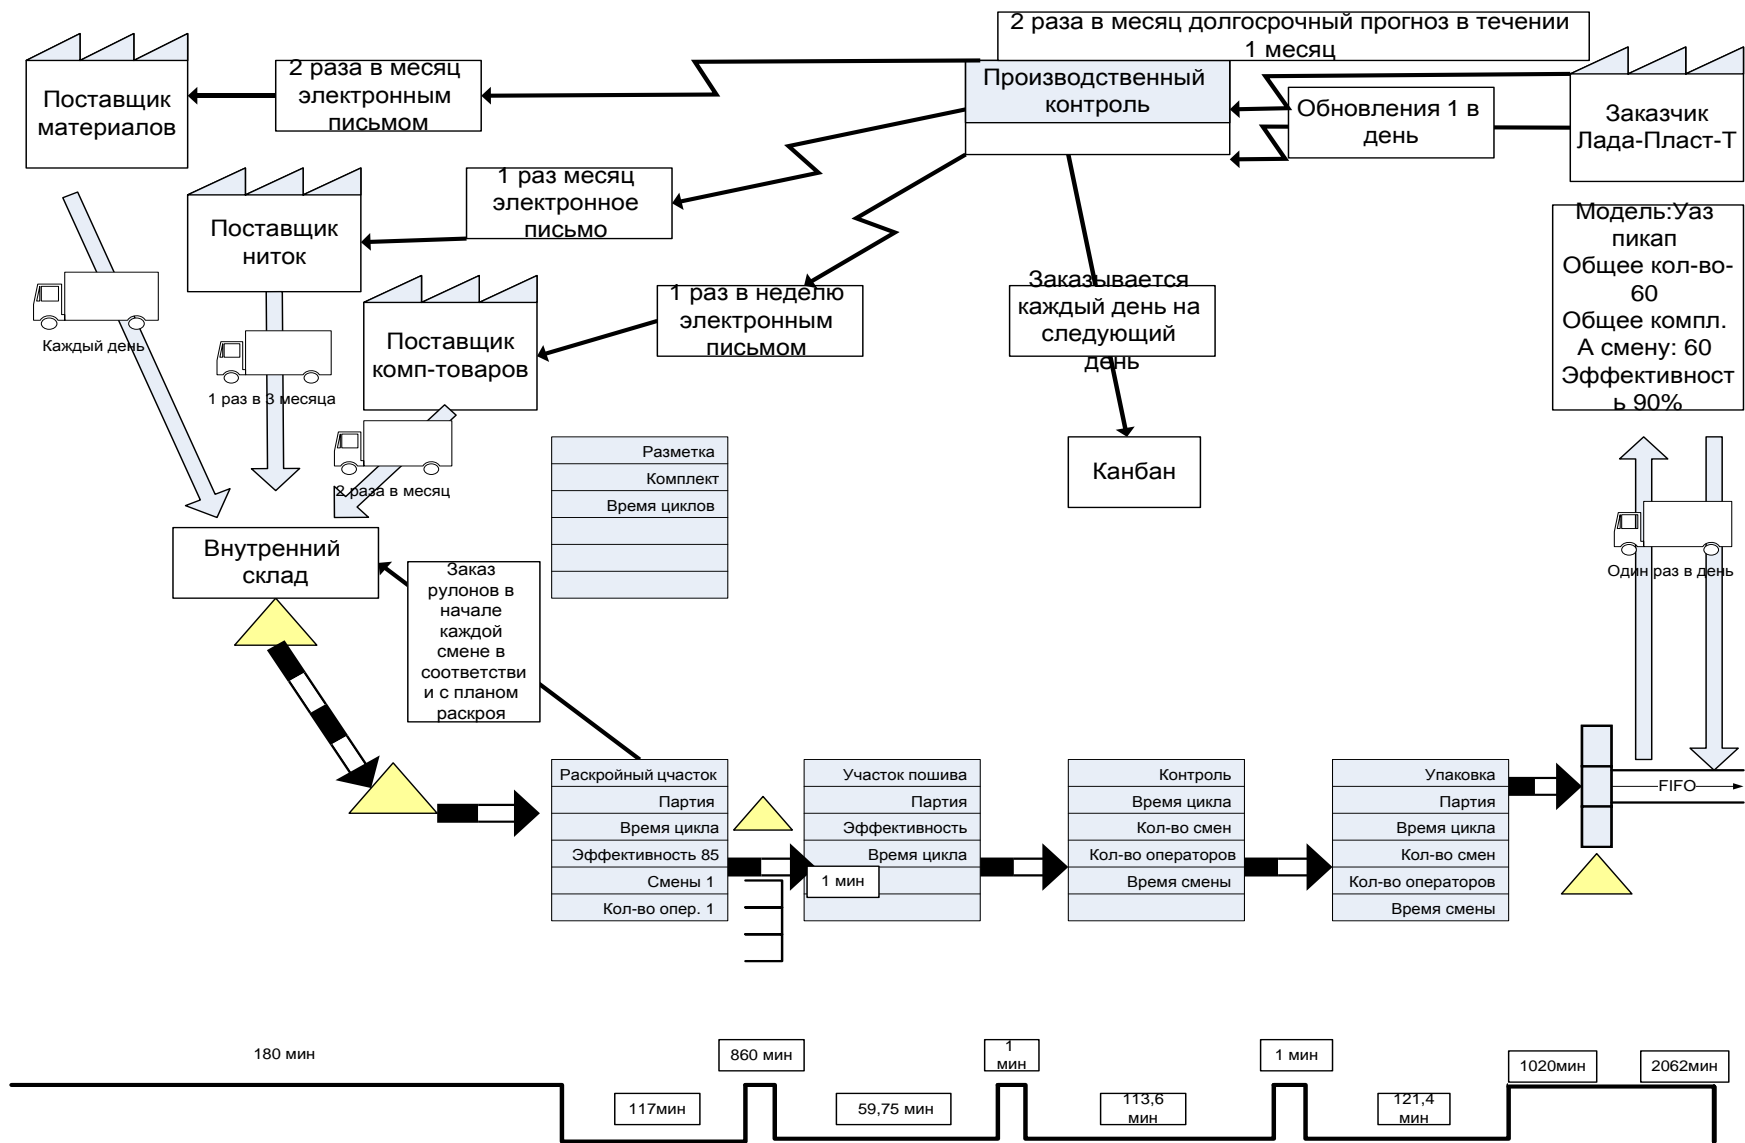 2 раза в месяц долгосрочный прогноз в течении
1 месяц
Поставщик
материалов
2 раза в месяц
электронным
письмом
Производственный
контроль
Обновления 1 в
день
Заказчик
Лада-Пласт-Т
Поставщик
ниток
1 раз месяц
электронное
письмо
Модель:Уаз
пикап
Общее кол-во-
60
Общее компл.
А смену: 60
Эффективност
ь 90%
Каждый день
1 раз в 3 месяца
Поставщик
комп-товаров
1 раз в неделю
электронным
письмом
Заказывается
каждый день на
следующий
день
2 раза в месяц
Разметка
Комплект
Время циклов
Канбан
Один раз в день
Внутренний
склад
Заказ
рулонов в
начале
каждой
смене в
соответстви
и с планом
раскроя
Раскройный цчасток
Партия
Время цикла
Эффективность 85
Смены 1
Кол-во опер. 1
Участок пошива
Партия
Эффективность
Время цикла
1 мин
Контроль
Время цикла
Кол-во смен
Кол-во операторов
Время смены
Упаковка
Партия
Время цикла
Кол-во смен
Кол-во операторов
Время смены
FIFO
180 мин
860 мин
1
мин
1 мин
1020мин
2062мин
117мин
59,75 мин
113,6
мин
121,4
мин